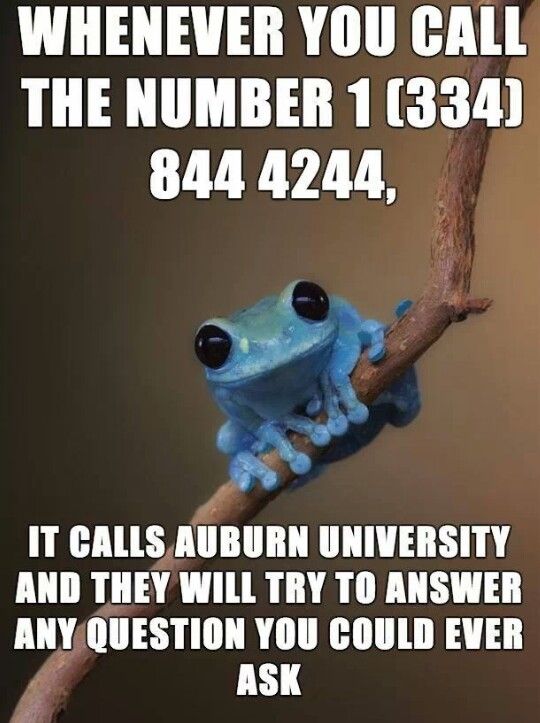 WHENEVER YOU CALL
THE NUMBER 1 (334)
844 4244,
IT CALLS AUBURN UNIVERSITY
AND THEY WILL TRY TO ANSWER
ANY QUESTION YOU COULD EVER
ASK